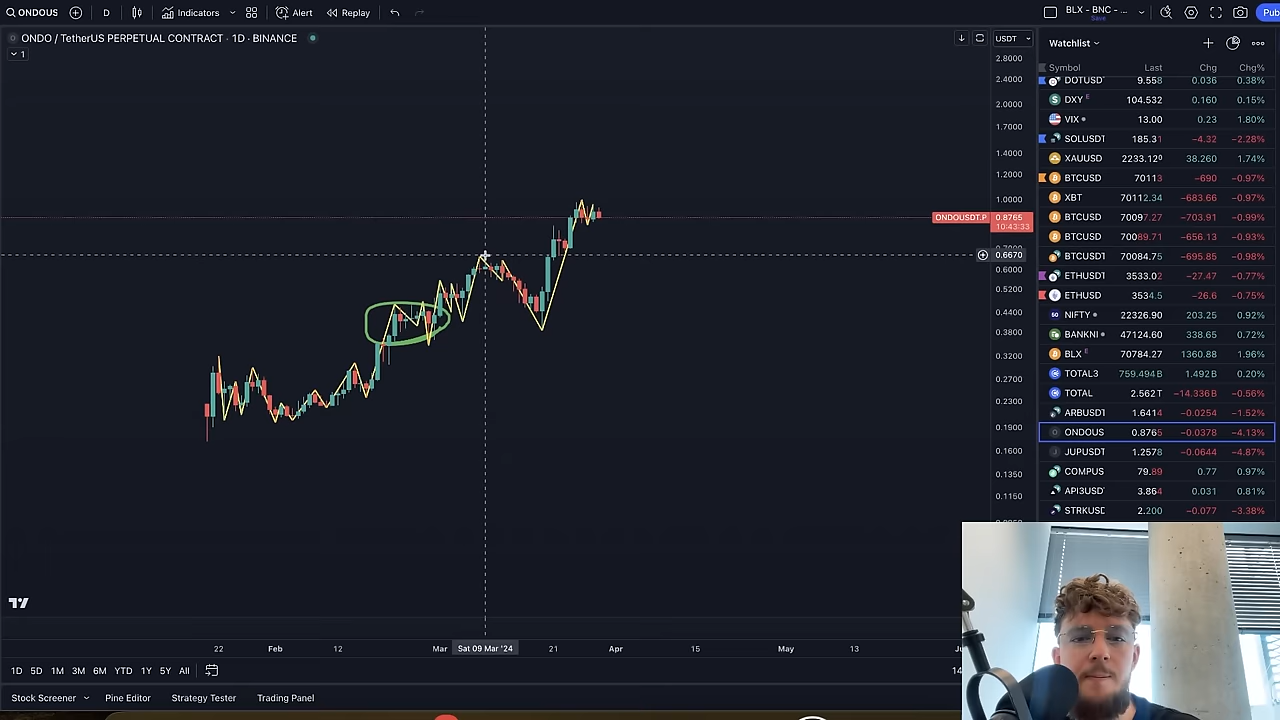 ONDOUS D Indicators Alert Replay BLX - BNC - ... Save Pub
ONDO / TetherUS PERPETUAL CONTRACT · 1D · BINANCE USDT Watchlist
1
Symbol Last Chg Chg%
DOTUSD 9.558 0.036 0.38%
DXY E 104.532 0.160 0.15%
VIX 13.00 0.23 1.80%
SOLUSDT 185.31 −4.32 −2.28%
XAUUSD 2233.12⁰ 38.260 1.74%
BTCUSD 70113 −690 −0.97%
XBT 70112.34 −683.66 −0.97%
BTCUSD 70097.27 −703.91 −0.99%
BTCUSD 70089.71 −656.13 −0.93%
BTCUSDT 70084.75 −695.85 −0.98%
ETHUSDT 3533.02 −27.47 −0.77%
ETHUSD 3534.5 −26.6 −0.75%
NIFTY 22326.90 203.25 0.92%
BANKNI 47124.60 338.65 0.72%
BLX E 70784.27 1360.88 1.96%
TOTAL3 759.494B 1.492B 0.20%
TOTAL 2.562T −14.336B −0.56%
ARBUSDT 1.6414 −0.0254 −1.52%
ONDOUS 0.8765 −0.0378 −4.13%
JUPUSDT 1.2578 −0.0644 −4.87%
COMPUS 79.89 0.77 0.97%
API3USD 3.864 0.031 0.81%
STRKUSD 2.200 −0.077 −3.38%
2.8000
2.4000
2.0000
1.7000
1.4000
1.2000
1.0000
ONDOUSDT.P 0.8765
10:43:33
0.6670
0.6000
0.5200
0.4400
0.3800
0.3200
0.2700
0.2300
0.1900
0.1600
0.1350
0.1150
22 Feb 12 Mar Sat 09 Mar '24 21 Apr 15 May 13
1D 5D 1M 3M 6M YTD 1Y 5Y All 14
Stock Screener Pine Editor Strategy Tester Trading Panel